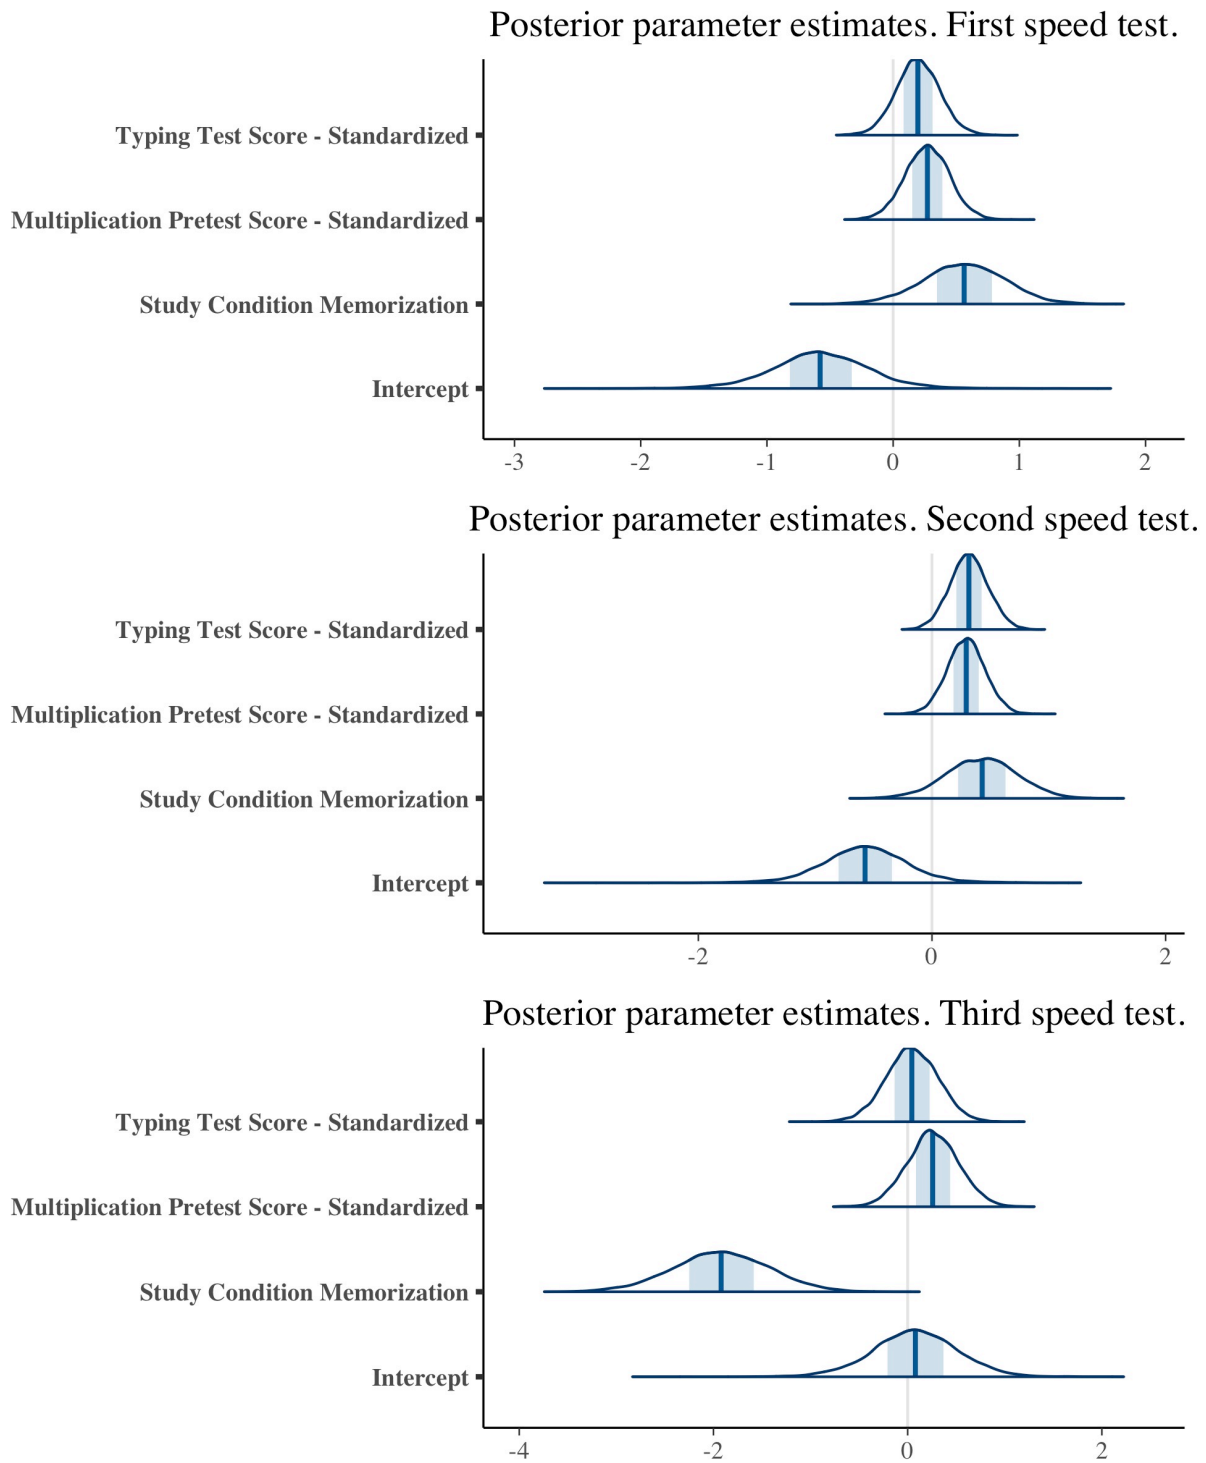 Posterior parameter estimates. First speed test.
Typing Test Score - Standardized
Multiplication Pretest Score - Standardized
Study Condition Memorization
Intercept
-3 -2 -1 0 1 2
Posterior parameter estimates. Second speed test.
Typing Test Score - Standardized
Multiplication Pretest Score - Standardized
Study Condition Memorization
Intercept
-2 0 2
Posterior parameter estimates. Third speed test.
Typing Test Score - Standardized
Multiplication Pretest Score - Standardized
Study Condition Memorization
Intercept
-4 -2 0 2